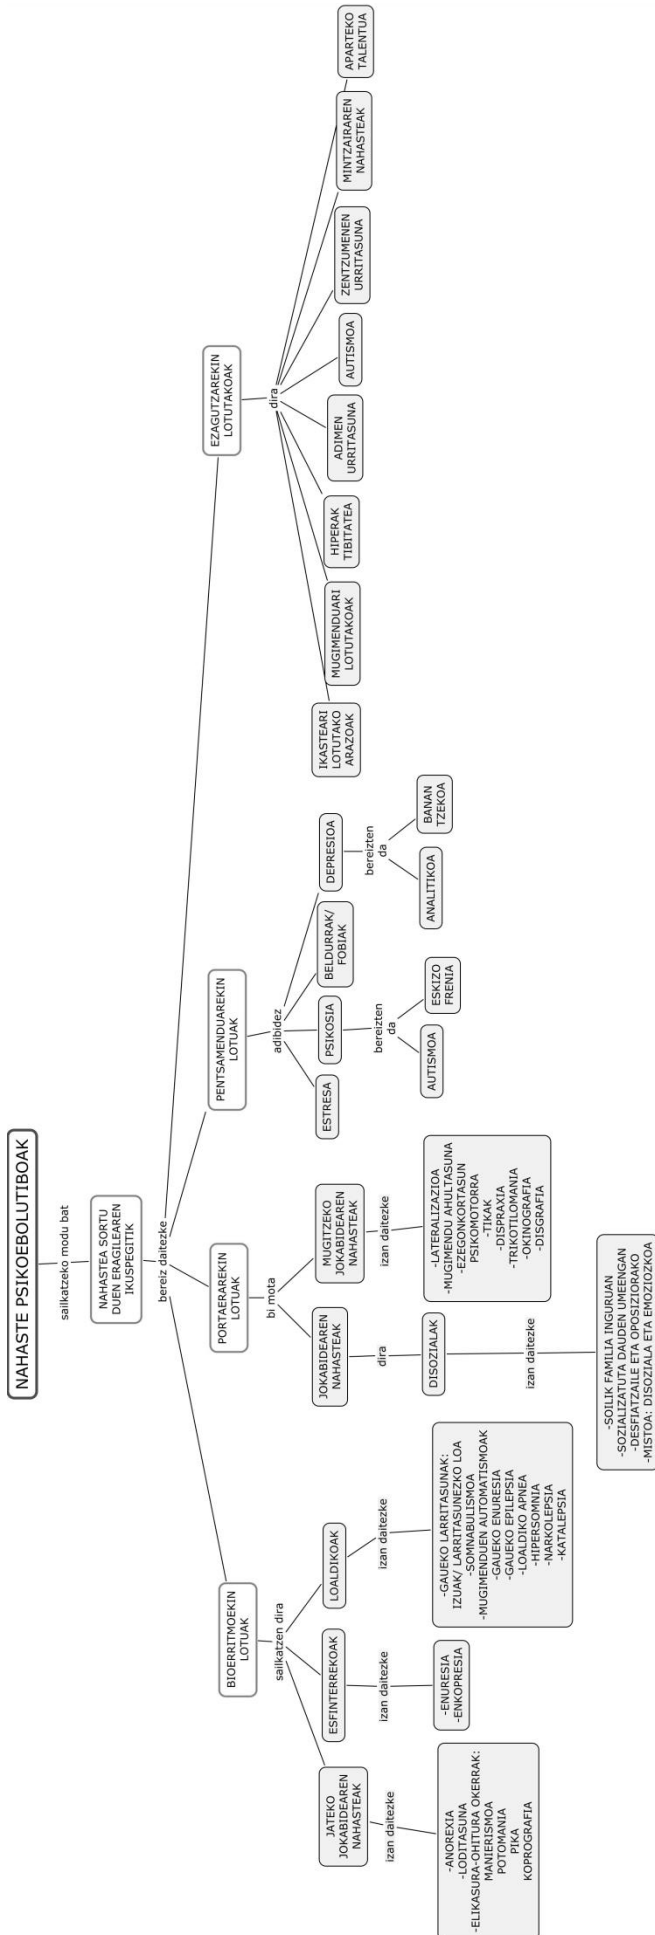 NAHASTE PSIKOEBOLUTIBOAK
sailkatzeko modu bat
NAHASTEA SORTU
DUEN ERAGILEAREN
IKUSPEGITIK
bereiz daitezke
BIOERRITMOEKIN
LOTUAK
sailkatzen dira
JATEKO
JOKABIDEAREN
NAHASTEAK
izan daitezke
-ANOREXIA
-LODITASUNA
-ELIKASURA-OHITURA OKERRAK:
MANIERISMOA
POTOMANIA
PIKA
KOPROGRAFIA
ESFINTERREKOAK
izan daitezke
-ENURESIA
-ENKOPRESIA
LOALDIKOAK
izan daitezke
-GAUEKO LARRITASUNAK:
IZUAK/ LARRITASUNEZKO LOA
-SOMNABULISMOA
-MUGIMENDUEN AUTOMATISMOAK
-GAUEKO ENURESIA
-GAUEKO EPILEPSIA
-LOALDIKO APNEA
-HIPERSOMNIA
-NARKOLEPSIA
-KATALEPSIA
PORTAERAREKIN
LOTUAK
bi mota
JOKABIDEAREN
NAHASTEAK
dira
DISOZIALAK
izan daitezke
-SOILIK FAMILIA INGURUAN
-SOZIALIZATUTA DAUDEN UMEENGAN
-DESFIATZAILE ETA OPOSIZIORAKO
-MISTOA: DISOZIALA ETA EMOZIOZKOA
MUGITZEKO
JOKABIDEAREN
NAHASTEAK
izan daitezke
-LATERALIZAZIOA
-MUGIMENDU AHULTASUNA
-EZEGONKORTASUN
PSIKOMOTORRA
-TIKAK
-DISPRAXIA
-TRIKOTILOMANIA
-OKINOGRAFIA
-DISGRAFIA
PENTSAMENDUAREKIN
LOTUAK
adibidez
ESTRESA
PSIKOSIA
bereizten
da
AUTISMOA
ESKIZO
FRENIA
BELDURRAK/
FOBIAK
DEPRESIOA
bereizten
da
ANALITIKOA
BANAN
TZEKOA
EZAGUTZAREKIN
LOTUTAKOAK
dira
IKASTEARI
LOTUTAKO
ARAZOAK
MUGIMENDUARI
LOTUTAKOAK
HIPERAK
TIBITATEA
ADIMEN
URRITASUNA
AUTISMOA
ZENTZUMENEN
URRITASUNA
MINTZAIRAREN
NAHASTEAK
APARTEKO
TALENTUA